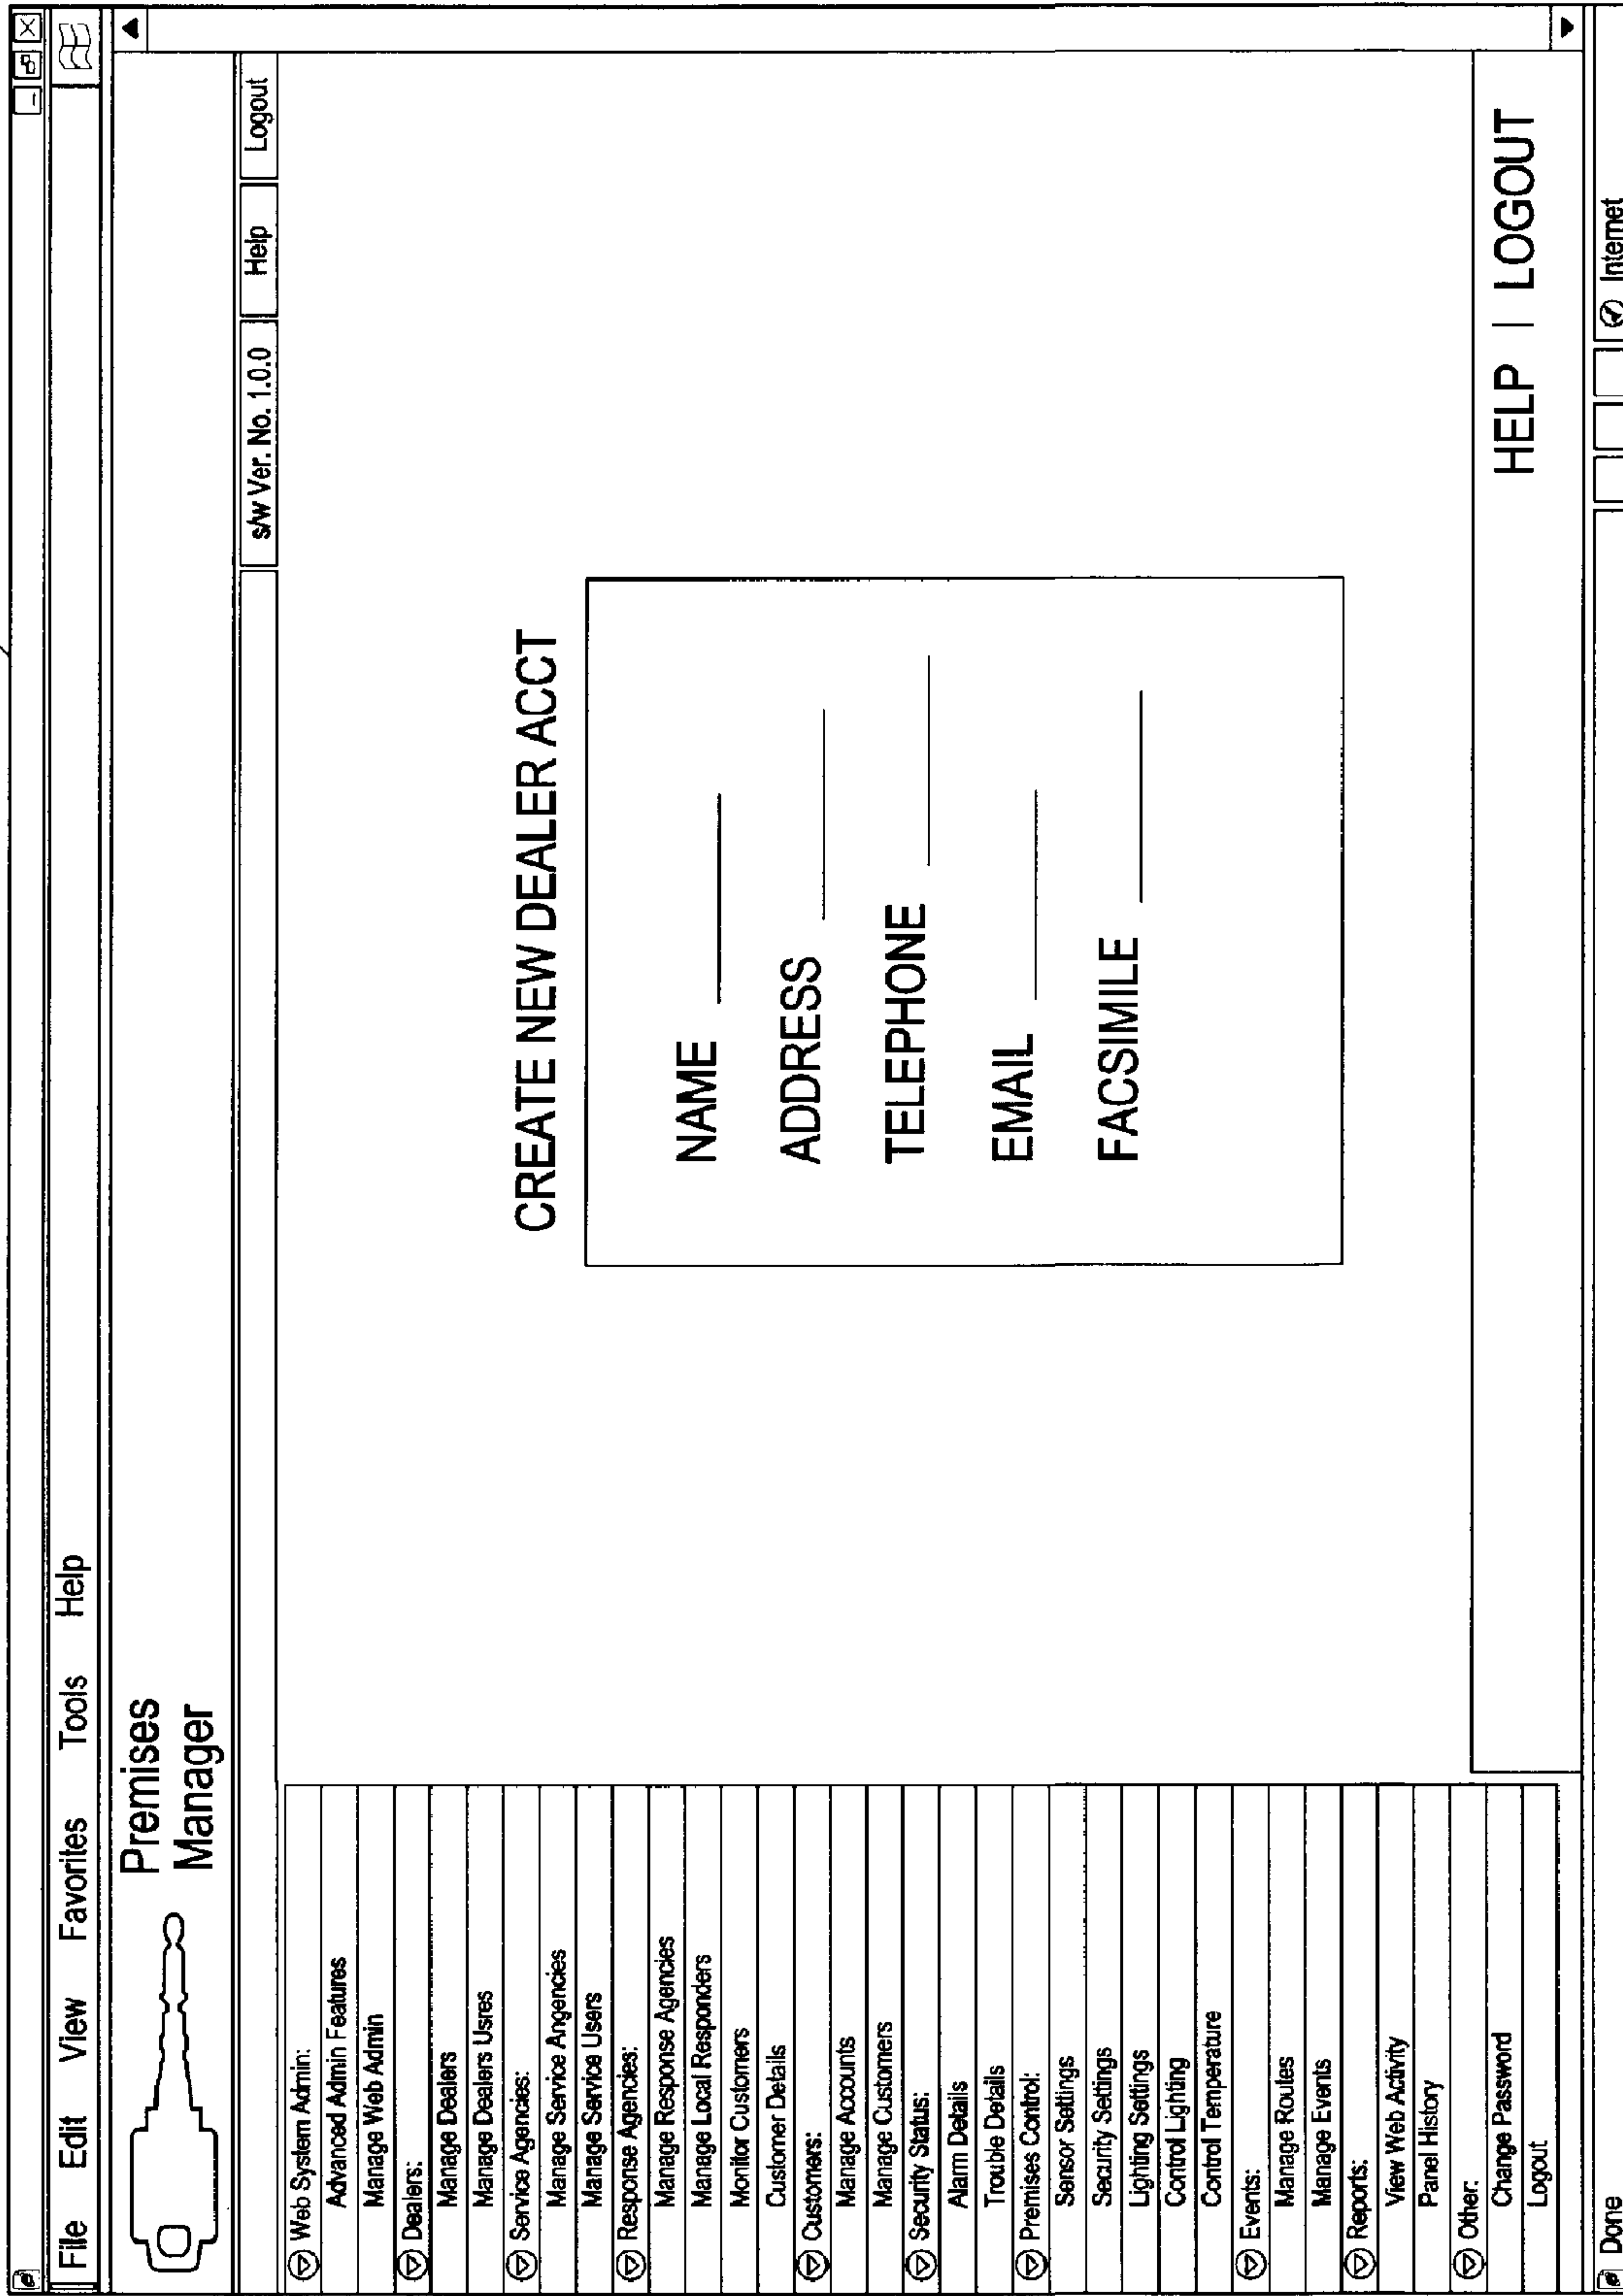 File Edit View Favorites Tools Help
Premises
Manager
s/w Ver. No. 1.0.0 Help Logout
Web System Admin:
Advanced Admin Features
Manage Web Admin
Dealers:
Manage Dealers
Manage Dealers Usres
Service Agencies:
Manage Service Angencies
Manage Service Users
Response Agencies:
Manage Response Agencies
Manage Local Responders
Monitor Customers
Customer Details
Customers:
Manage Accounts
Manage Customers
Security Status:
Alarm Details
Trouble Details
Premises Control:
Sensor Settings
Security Settings
Lighting Settings
Control Lighting
Control Temperature
Events:
Manage Routes
Manage Events
Reports:
View Web Activity
Panel History
Other:
Change Password
Logout
CREATE NEW DEALER ACCT
NAME
ADDRESS
TELEPHONE
EMAIL
FACSIMILE
HELP | LOGOUT
Done Internet